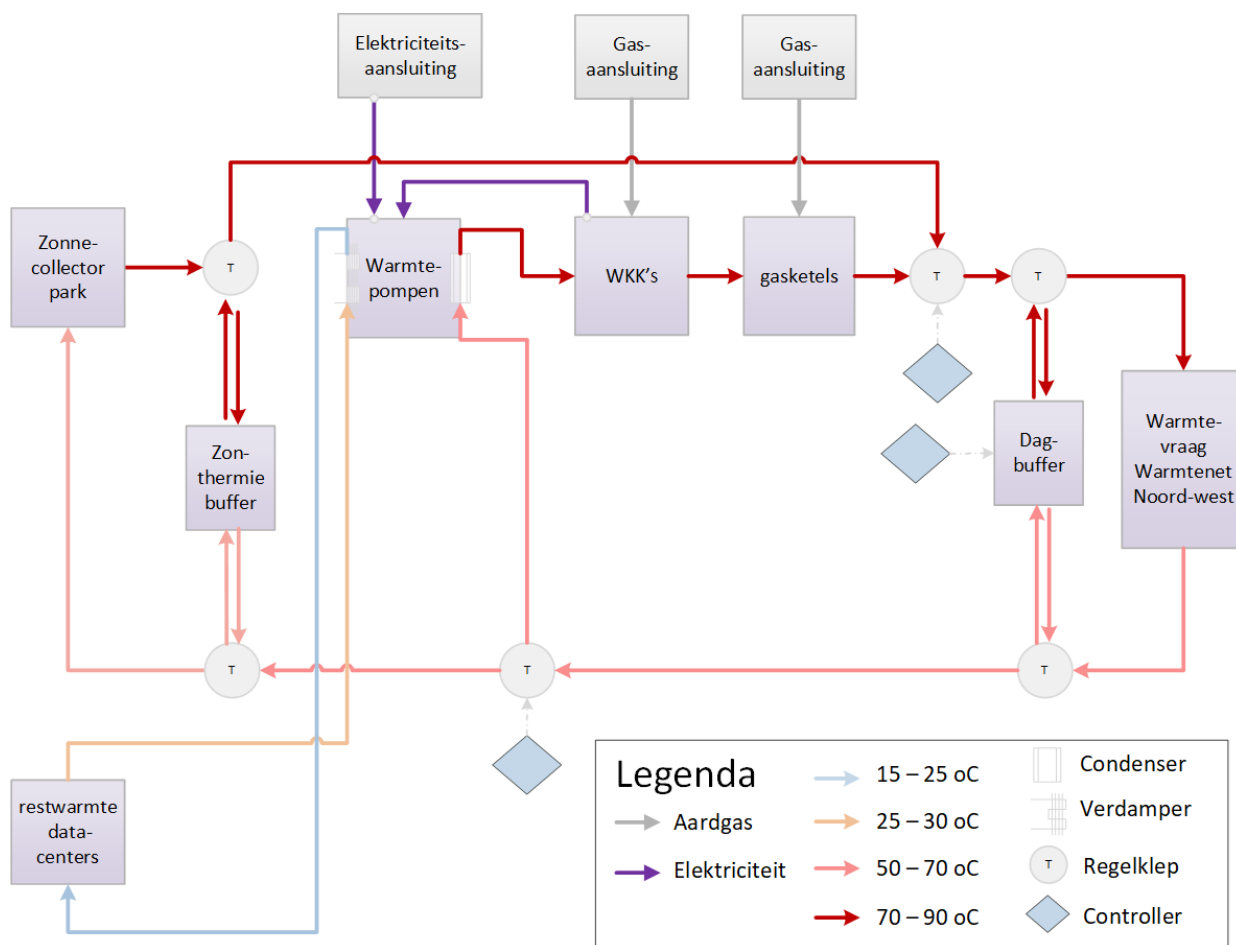 Elektriciteits-
aansluiting
Gas-
aansluiting
Gas-
aansluiting
Zonne-
collector
park
T
Warmte-
pompen
WKK's
gasketels
T
T
Zon-
thermie
buffer
Dag-
buffer
Warmte-
vraag
Warmtenet
Noord-west
T
T
T
restwarmte
data-
centers
Legenda
Aardgas
Elektriciteit
15 – 25 oC
25 – 30 oC
50 – 70 oC
70 – 90 oC
Condenser
Verdamper
T
Regelklep
Controller